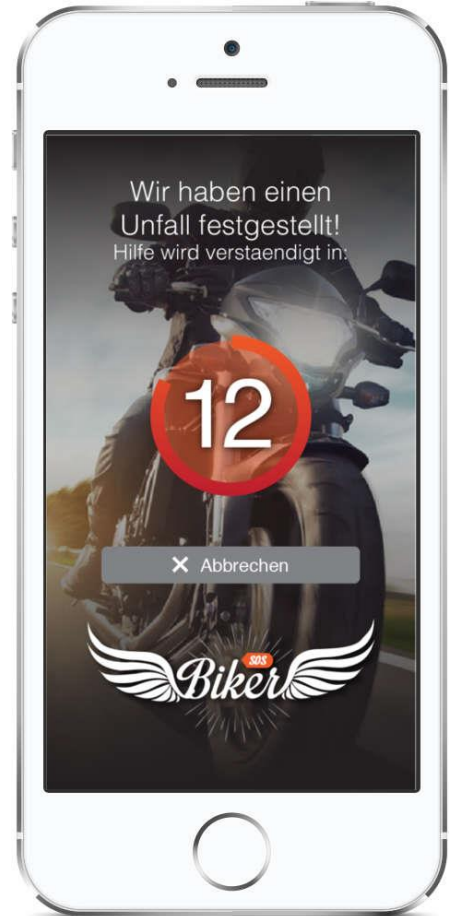 Wir haben einen
Unfall festgestellt!
Hilfe wird verstaendigt in:
12
✕ Abbrechen
SOS
Biker